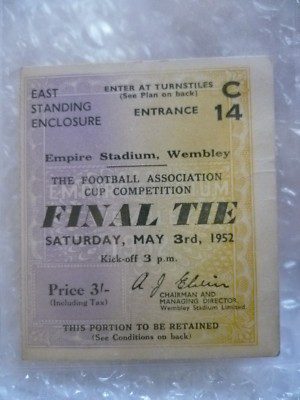 EAST
STANDING
ENCLOSURE
ENTER AT TURNSTILES
(See Plan on back)
C
ENTRANCE 14
Empire Stadium, Wembley
THE FOOTBALL ASSOCIATION
CUP COMPETITION
FINAL TIE
SATURDAY, MAY 3rd, 1952
Kick-off 3 p.m.
Price 3/-
(Including Tax)
CHAIRMAN AND
MANAGING DIRECTOR
Wembley Stadium Limited
THIS PORTION TO BE RETAINED
(See Conditions on back)